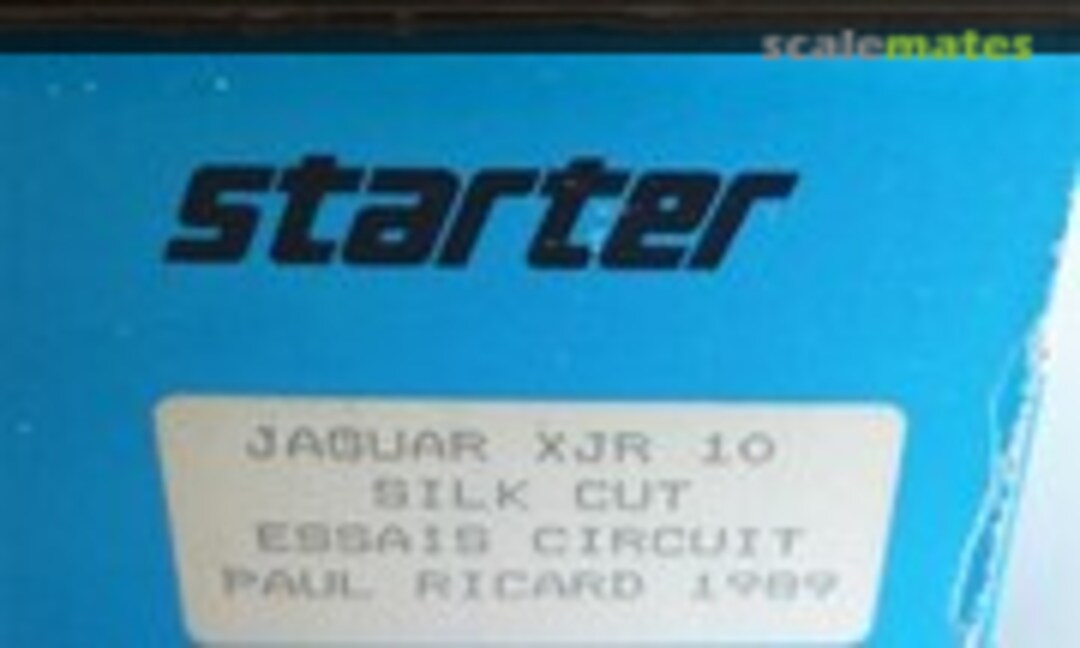 scalemates
starter
JAGUAR XJR 10
SILK CUT
ESSAIS CIRCUIT
PAUL RICARD 1989